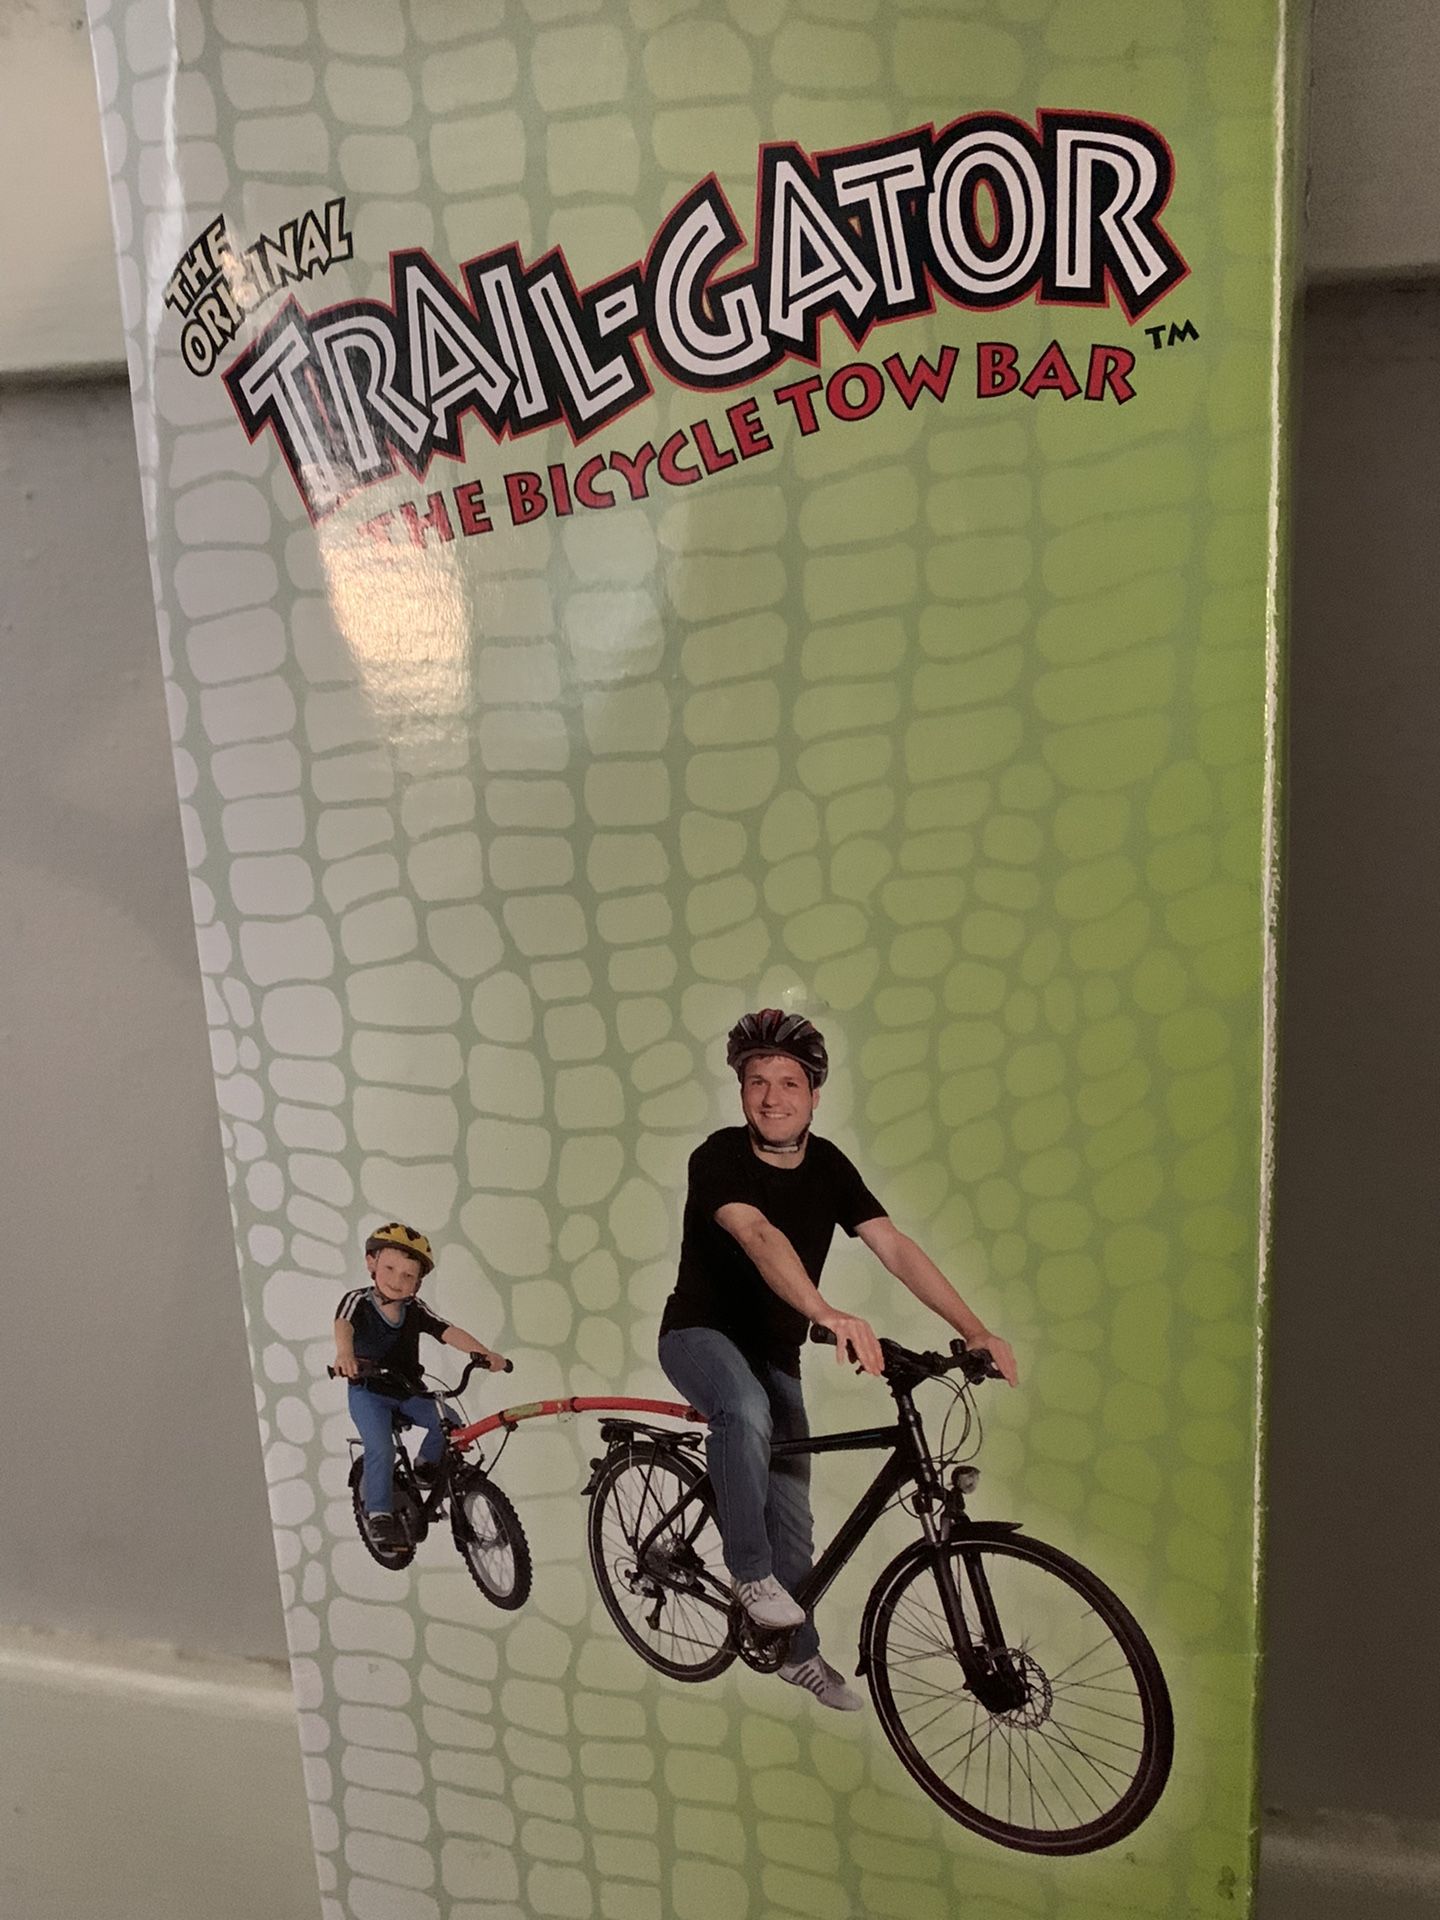 THE
ORIGINAL
TRAIL-GATOR
THE BICYCLE TOW BAR™